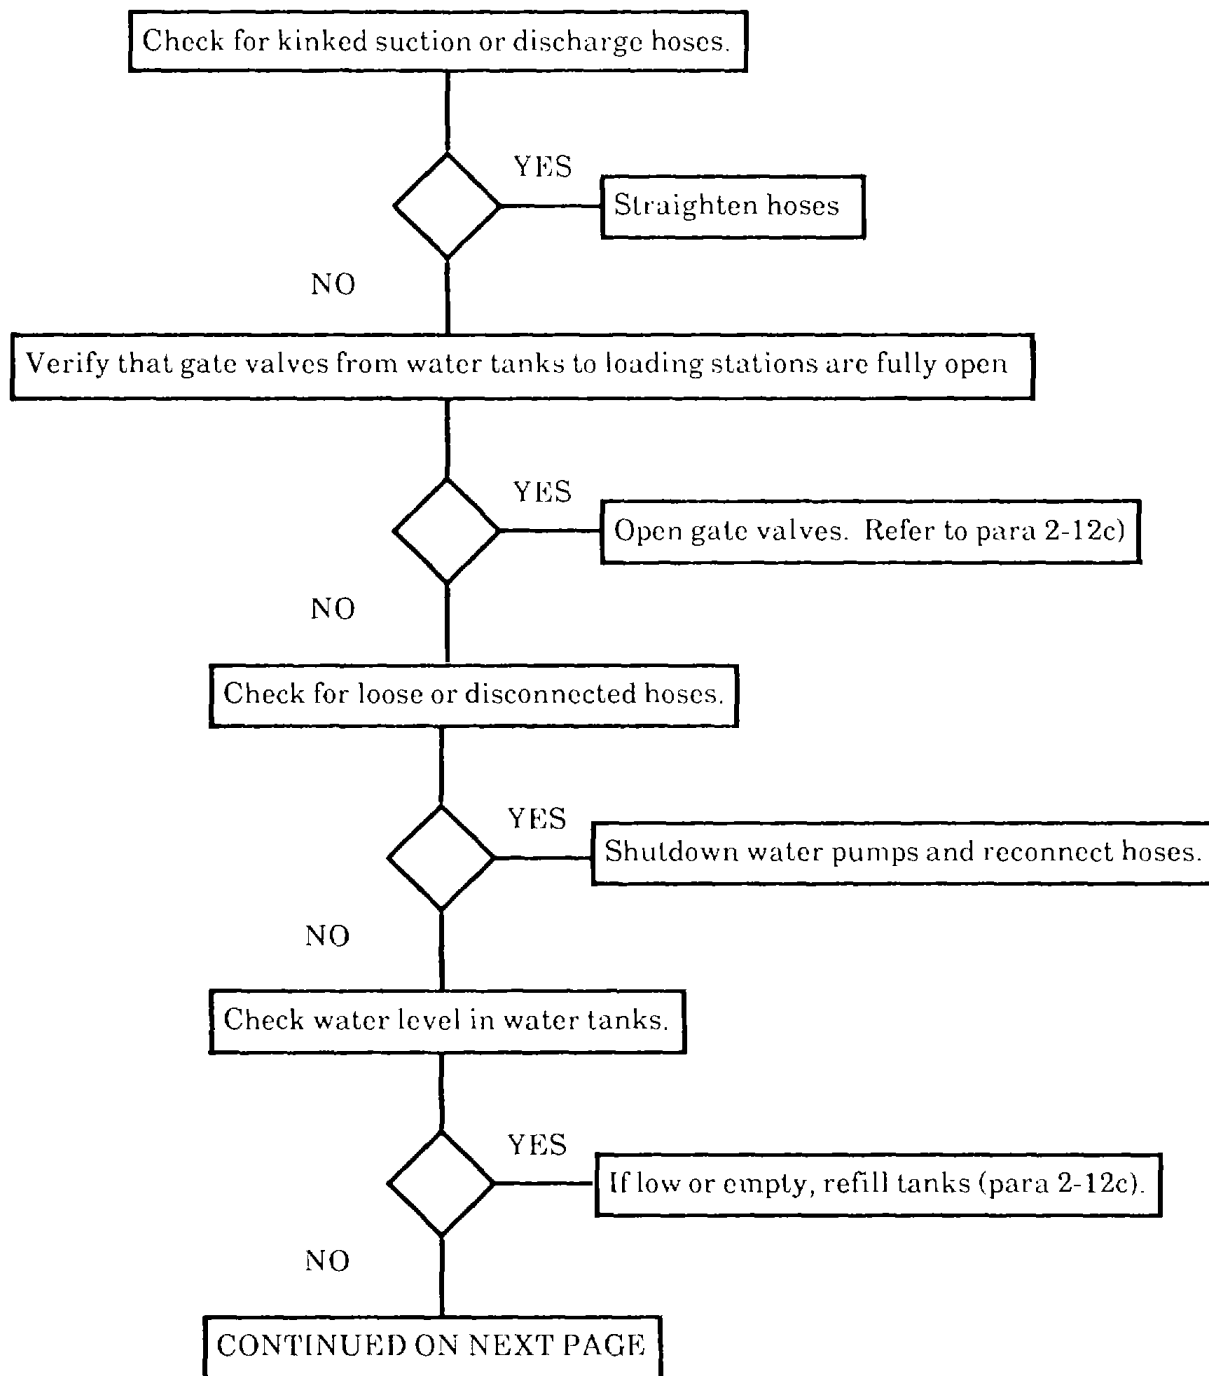 Check for kinked suction or discharge hoses.
YES
Straighten hoses
NO
Verify that gate valves from water tanks to loading stations are fully open
YES
Open gate valves. Refer to para 2-12c)
NO
Check for loose or disconnected hoses.
YES
Shutdown water pumps and reconnect hoses.
NO
Check water level in water tanks.
YES
If low or empty, refill tanks (para 2-12c).
NO
CONTINUED ON NEXT PAGE